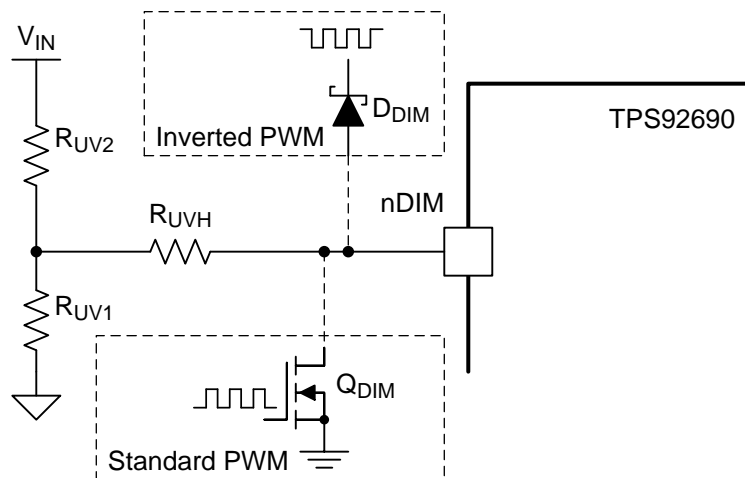 VIN
DDIM
Inverted PWM
TPS92690
RUV2
nDIM
RUVH
RUV1
QDIM
Standard PWM